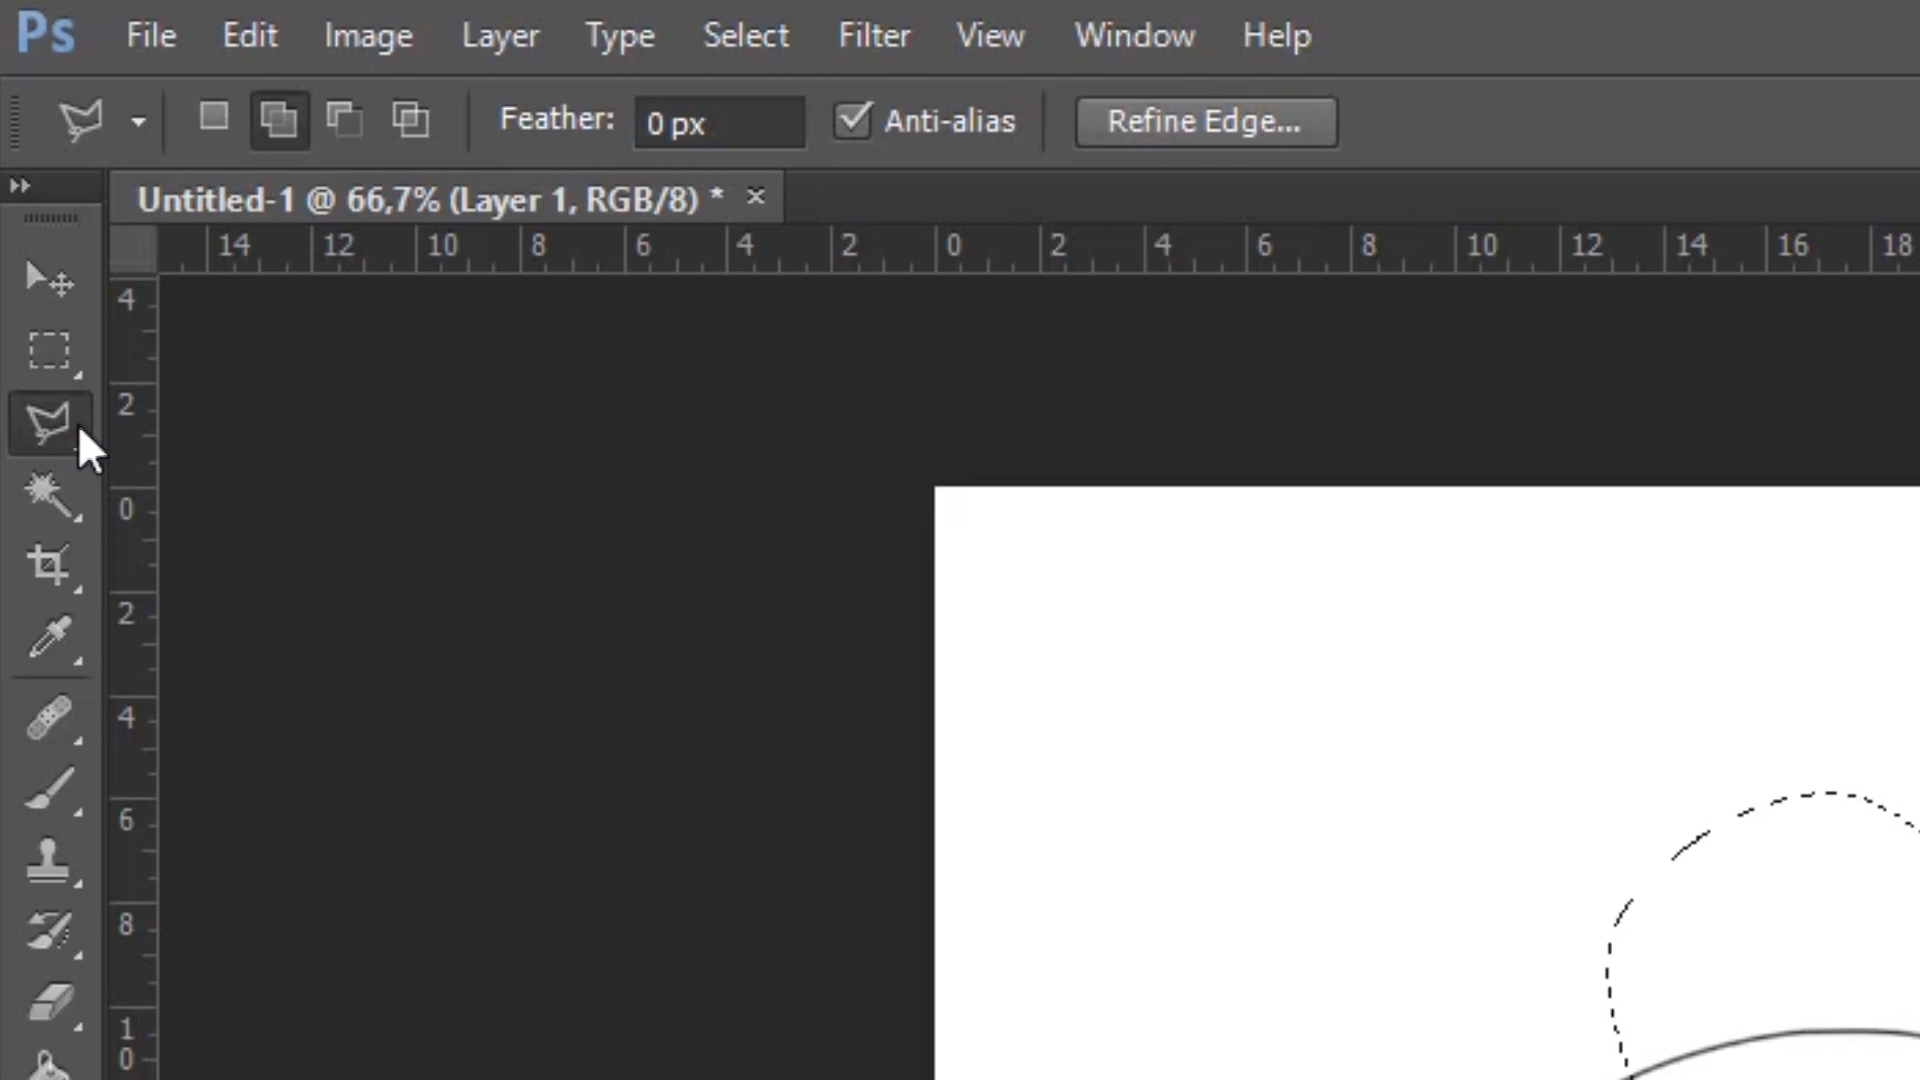 Ps File Edit Image Layer Type Select Filter View Window Help
Feather: 0 px Anti-alias Refine Edge...
Untitled-1 @ 66,7% (Layer 1, RGB/8) * ×
14 12 10 8 6 4 2 0 2 4 6 8 10 12 14 16 18
4
2
0
2
4
6
8
1
0